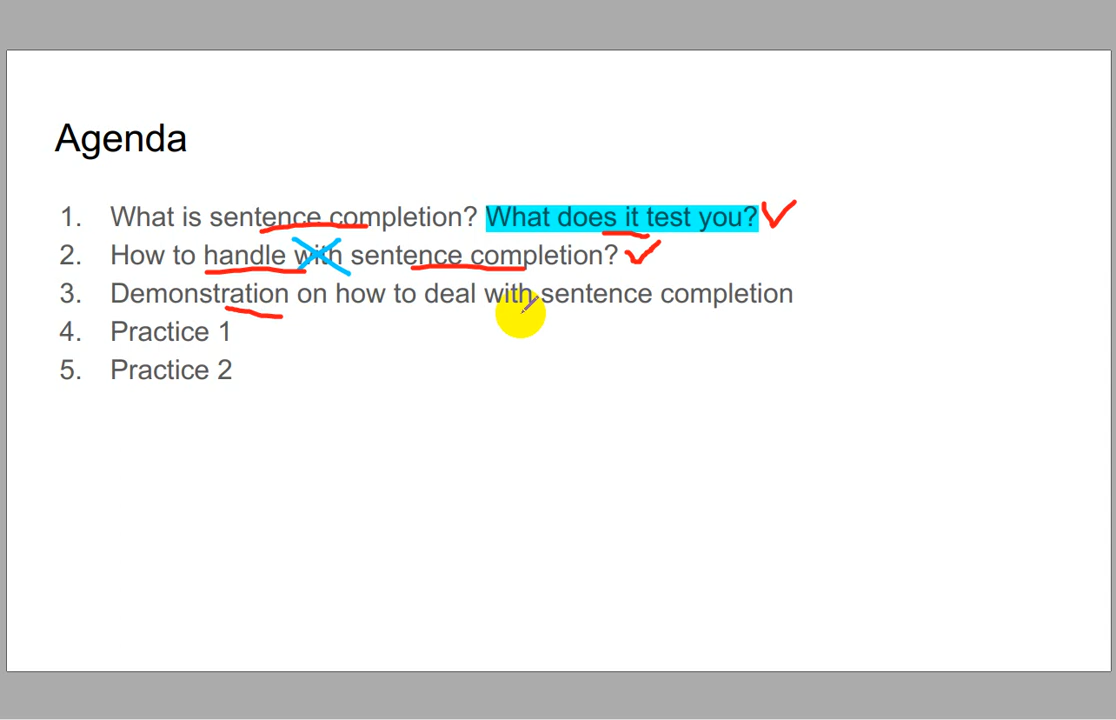 Agenda
1. What is sentence completion? What does it test you?
2. How to handle with sentence completion?
3. Demonstration on how to deal with sentence completion
4. Practice 1
5. Practice 2